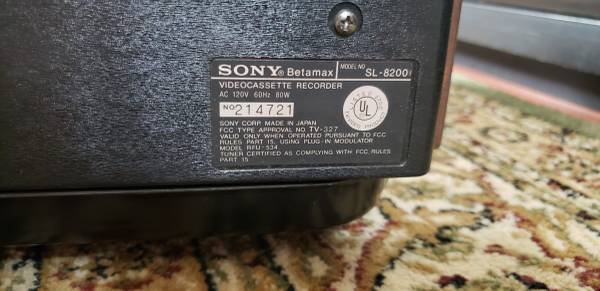 SONY Betamax MODEL NO. SL-8200
VIDEOCASSETTE RECORDER
AC 120V 60Hz 80W
NO. 214721
UL
SONY CORP. MADE IN JAPAN
FCC TYPE APPROVAL NO. TV-327
VALID ONLY WHEN OPERATED PURSUANT TO FCC
RULES PART 15, USING PLUG-IN MODULATOR
MODEL RFU-534
TUNER CERTIFIED AS COMPLYING WITH FCC RULES
PART 15